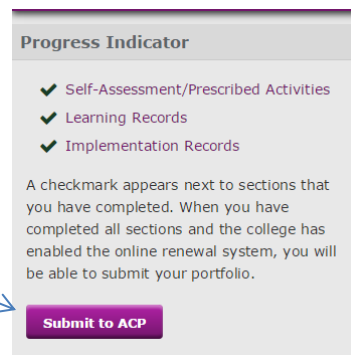 Progress Indicator
Self-Assessment/Prescribed Activities
Learning Records
Implementation Records
A checkmark appears next to sections that
you have completed. When you have
completed all sections and the college has
enabled the online renewal system, you will
be able to submit your portfolio.
Submit to ACP